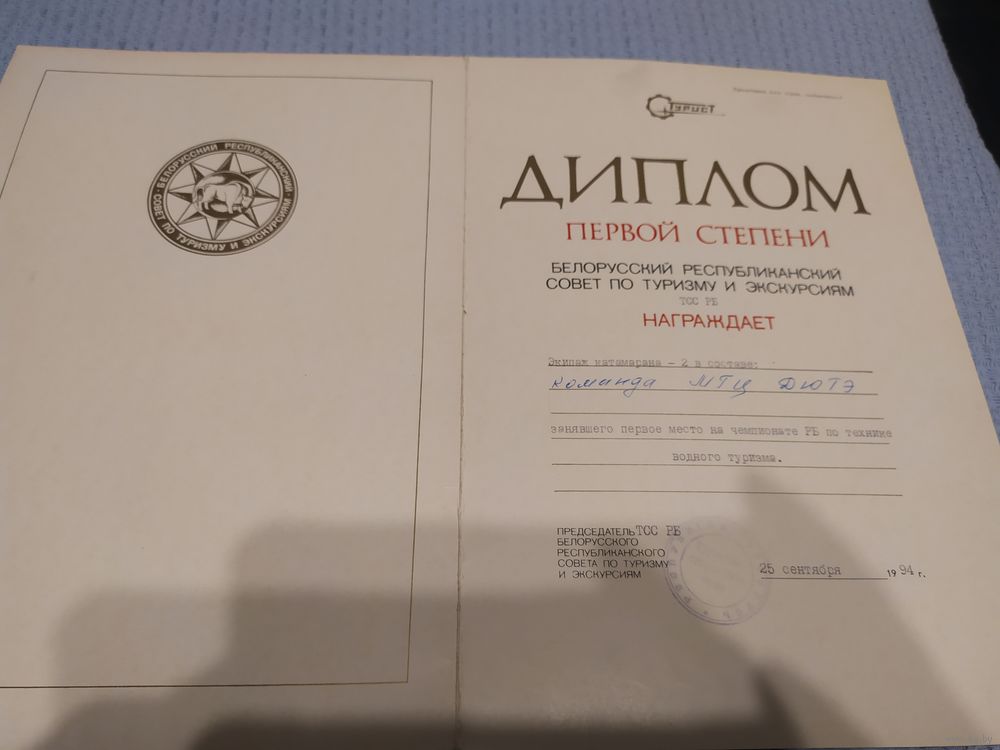 БЕЛОРУССКИЙ РЕСПУБЛИКАНСКИЙ
СОВЕТ ПО ТУРИЗМУ И ЭКСКУРСИЯМ
ТУРИСТ
ДИПЛОМ
ПЕРВОЙ СТЕПЕНИ
БЕЛОРУССКИЙ РЕСПУБЛИКАНСКИЙ
СОВЕТ ПО ТУРИЗМУ И ЭКСКУРСИЯМ
ТСС РБ
НАГРАЖДАЕТ
Экипаж катамарана - 2 в составе:
команда МТЦ ДЮТЭ
занявшего первое место на чемпионате РБ по технике
водного туризма.
ПРЕДСЕДАТЕЛЬ ТСС РБ
БЕЛОРУССКОГО
РЕСПУБЛИКАНСКОГО
СОВЕТА ПО ТУРИЗМУ
И ЭКСКУРСИЯМ
25 сентября 1994 г.